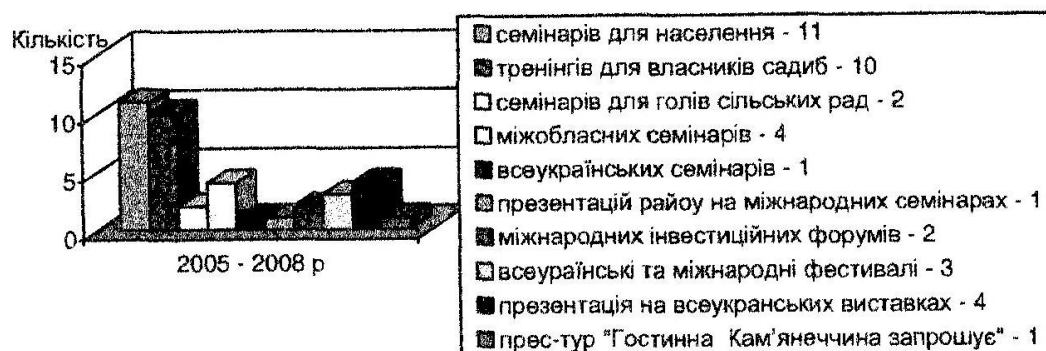 Кількість
15
10
5
0
2005 - 2008 р
семінарів для населення - 11
тренінгів для власників садиб - 10
семінарів для голів сільських рад - 2
міжобласних семінарів - 4
всеукраїнських семінарів - 1
презентацій райоу на міжнародних семінарах - 1
міжнародних інвестиційних форумів - 2
всеураїнські та міжнародні фестивалі - 3
презентація на всеукранських виставках - 4
прес-тур "Гостинна Кам'янеччина запрошує" - 1